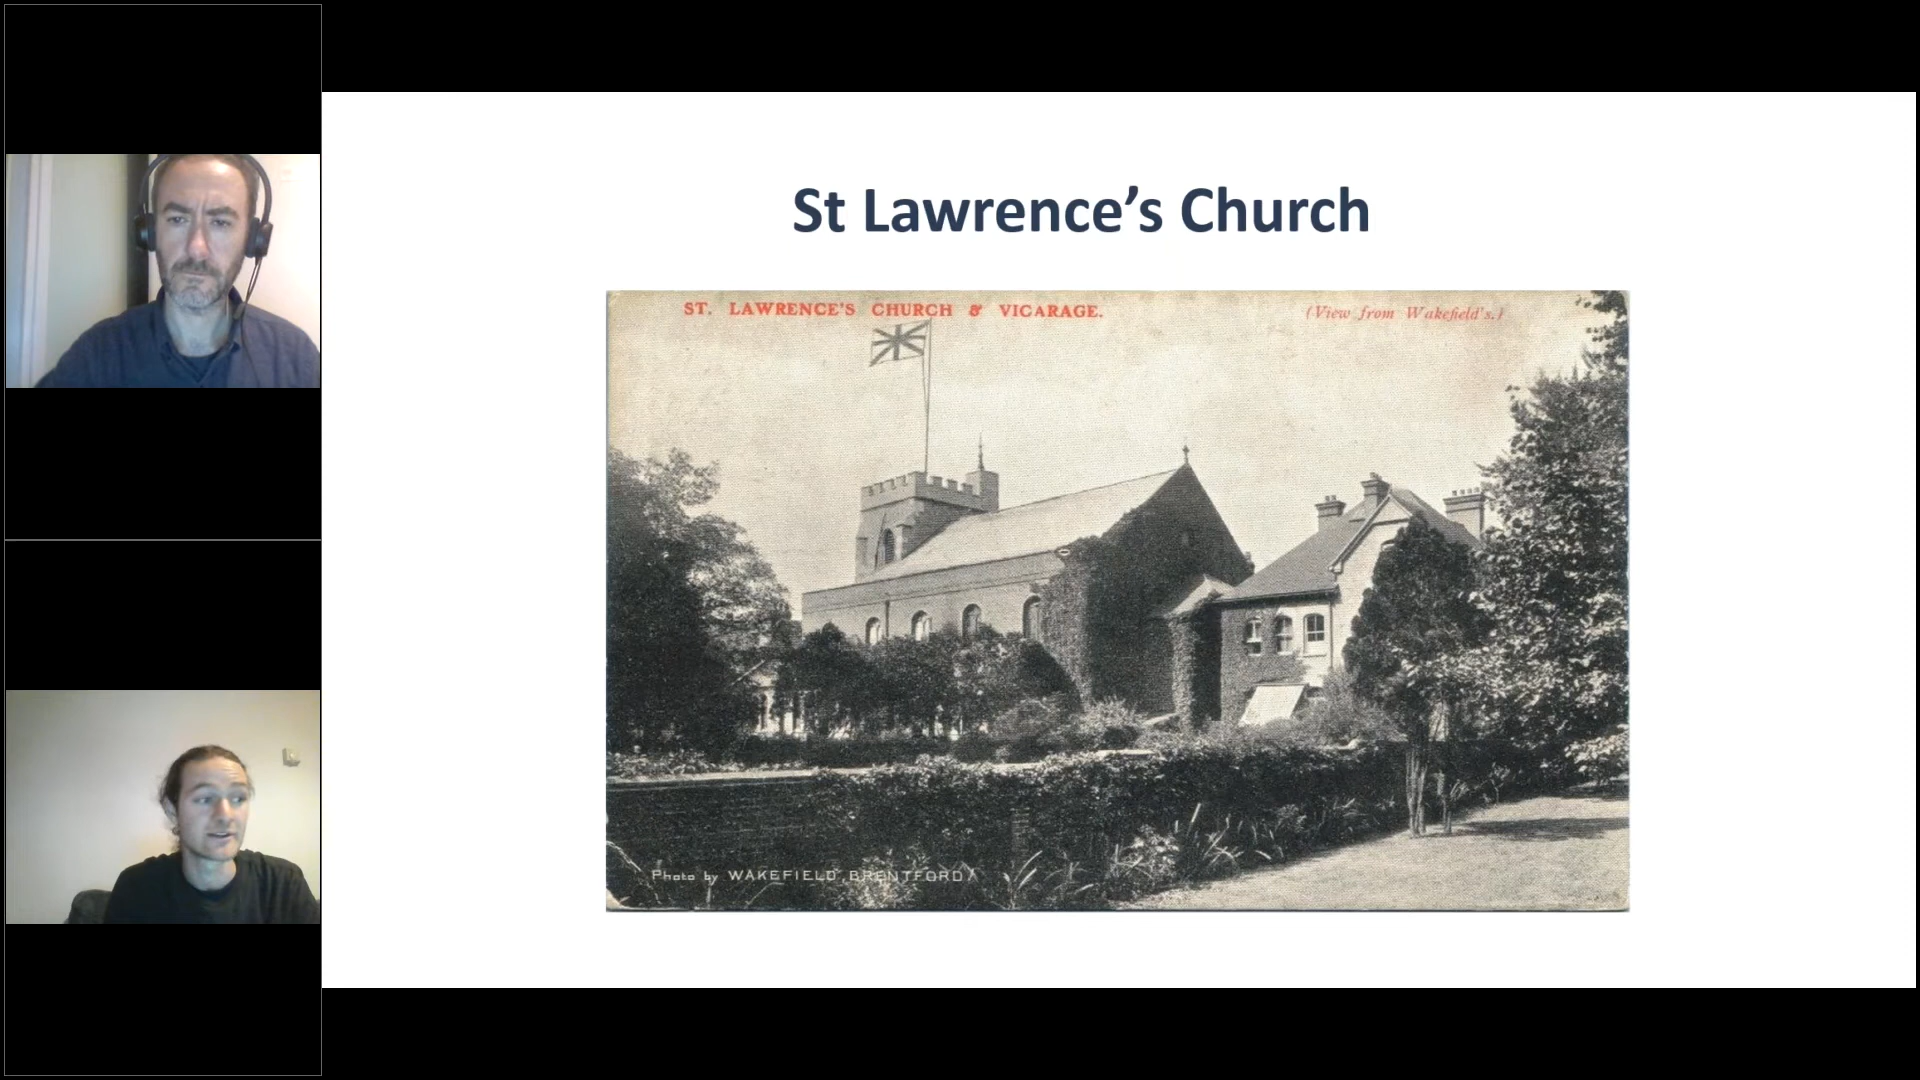 St Lawrence’s Church
ST. LAWRENCE'S CHURCH & VICARAGE.
(View from Wakefield's.)
Photo by WAKEFIELD, BRENTFORD